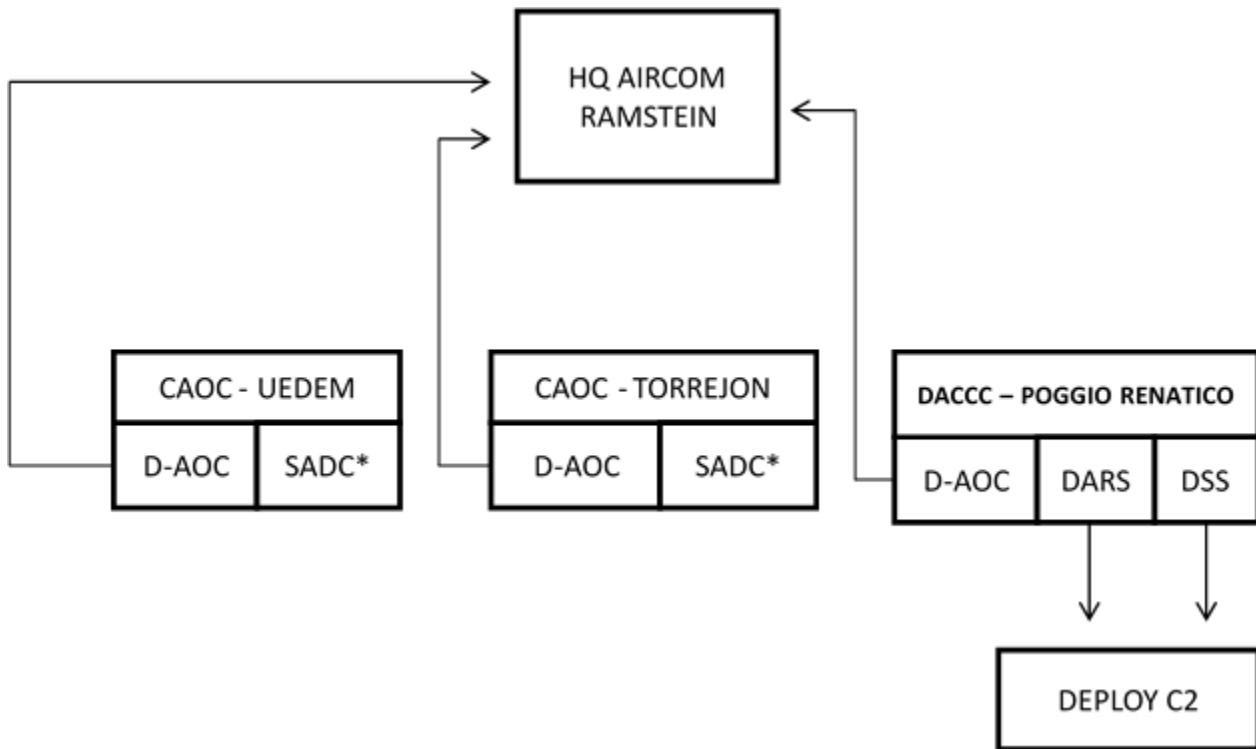 HQ AIRCOM
RAMSTEIN
CAOC - UEDEM
D-AOC
SADC*
CAOC - TORREJON
D-AOC
SADC*
DACCC – POGGIO RENATICO
D-AOC
DARS
DSS
DEPLOY C2